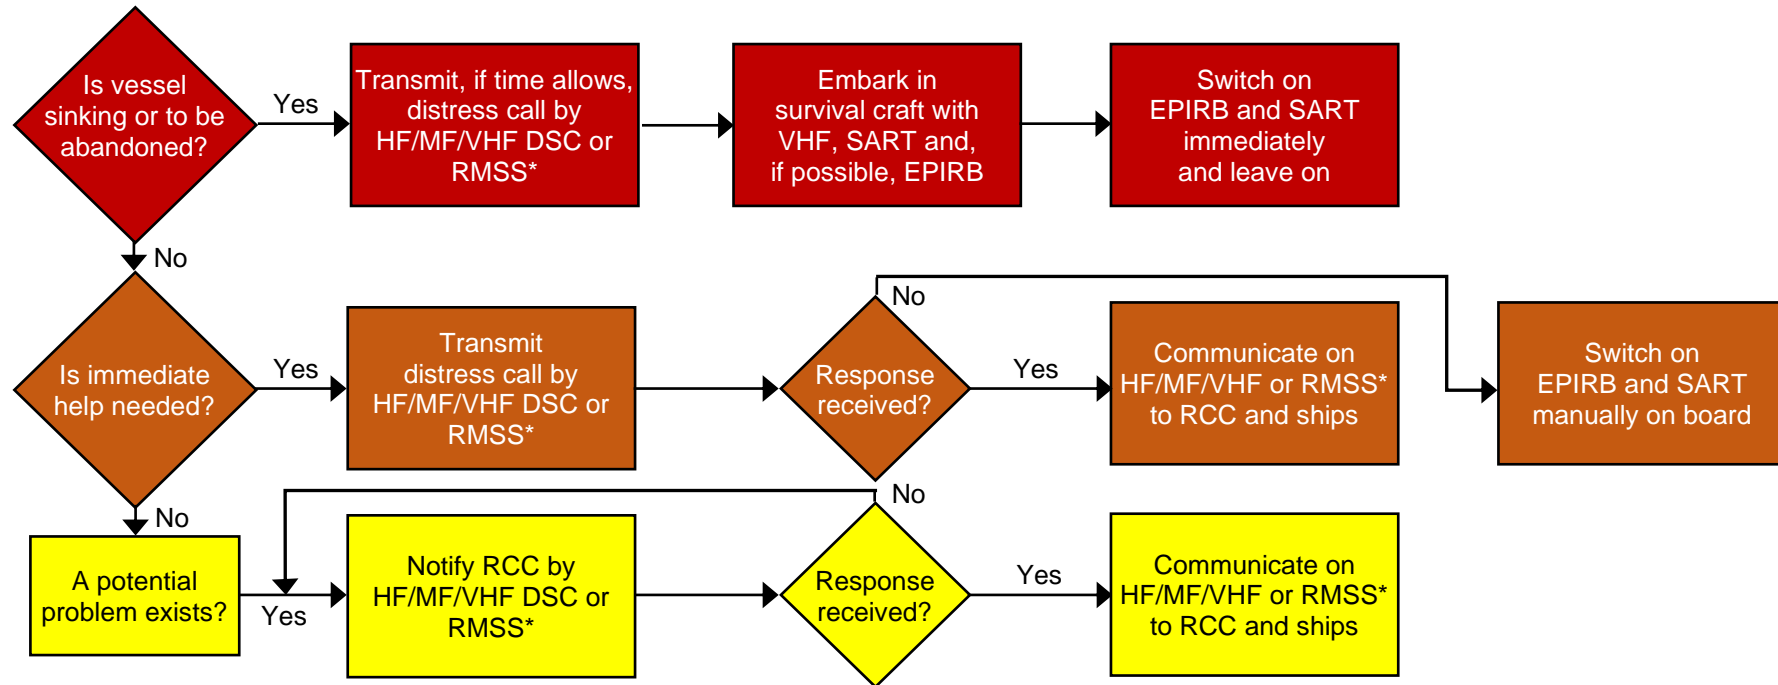 Is vessel
sinking or to be
abandoned?
Yes
Transmit, if time allows,
distress call by
HF/MF/VHF DSC or
RMSS*
Embark in
survival craft with
VHF, SART and,
if possible, EPIRB
Switch on
EPIRB and SART
immediately
and leave on
No
Is immediate
help needed?
Yes
Transmit
distress call by
HF/MF/VHF DSC or
RMSS*
Response
received?
No
Yes
Communicate on
HF/MF/VHF or RMSS*
to RCC and ships
Switch on
EPIRB and SART
manually on board
No
A potential
problem exists?
Yes
Notify RCC by
HF/MF/VHF DSC or
RMSS*
Response
received?
No
Yes
Communicate on
HF/MF/VHF or RMSS*
to RCC and ships